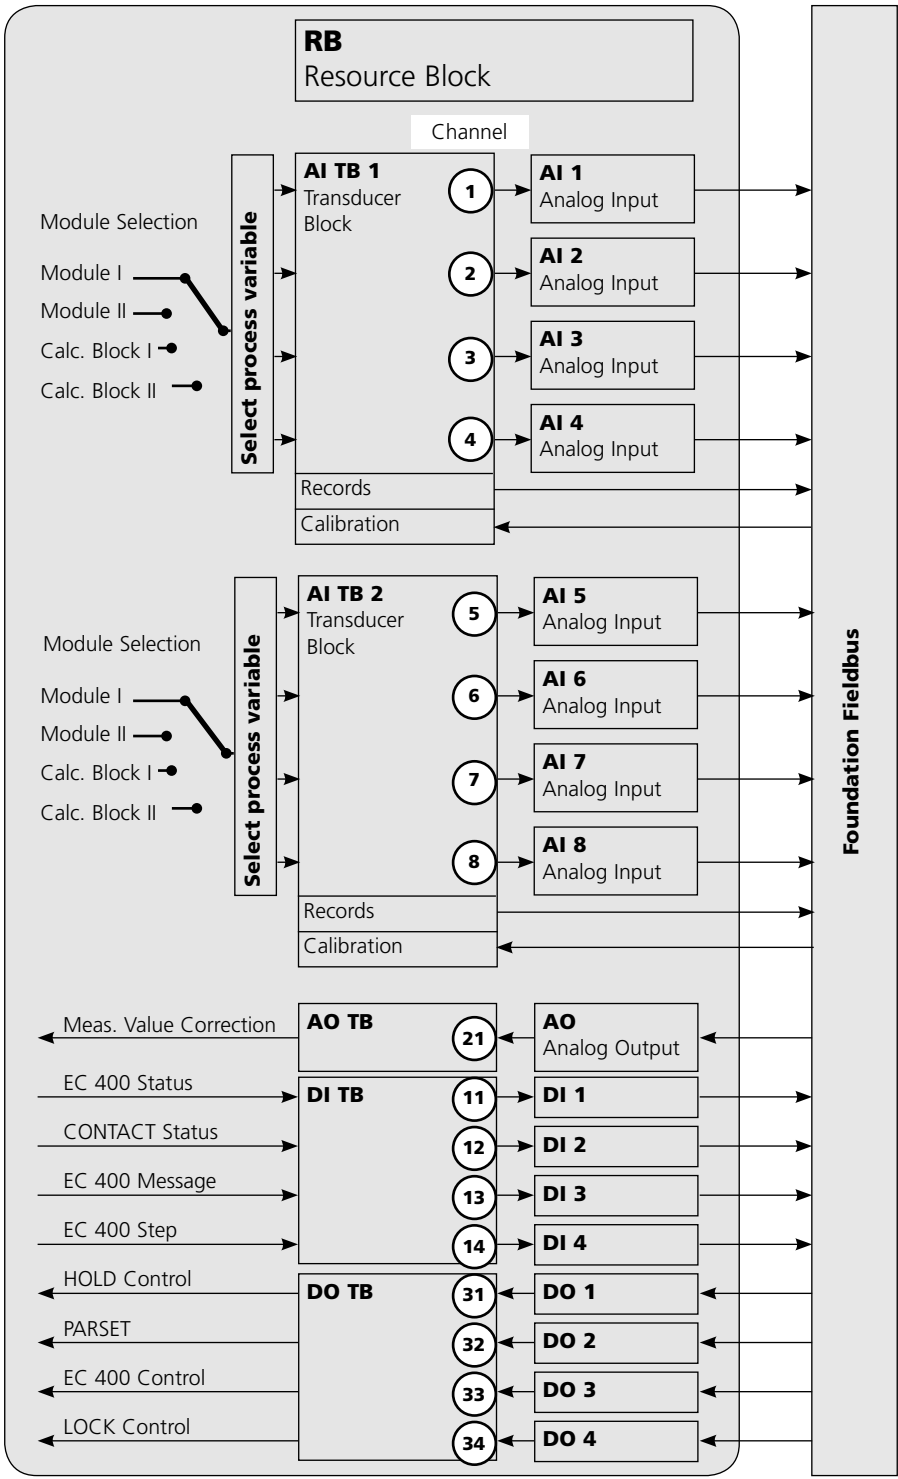 RB
Resource Block
Channel
Module Selection
Module I
Module II
Calc. Block I
Calc. Block II
Select process variable
AI TB 1
Transducer
Block
1
2
3
4
Records
Calibration
AI 1
Analog Input
AI 2
Analog Input
AI 3
Analog Input
AI 4
Analog Input
Module Selection
Module I
Module II
Calc. Block I
Calc. Block II
Select process variable
AI TB 2
Transducer
Block
5
6
7
8
Records
Calibration
AI 5
Analog Input
AI 6
Analog Input
AI 7
Analog Input
AI 8
Analog Input
Foundation Fieldbus
Meas. Value Correction
AO TB
21
AO
Analog Output
EC 400 Status
DI TB
11
DI 1
CONTACT Status
12
DI 2
EC 400 Message
13
DI 3
EC 400 Step
14
DI 4
HOLD Control
DO TB
31
DO 1
PARSET
32
DO 2
EC 400 Control
33
DO 3
LOCK Control
34
DO 4